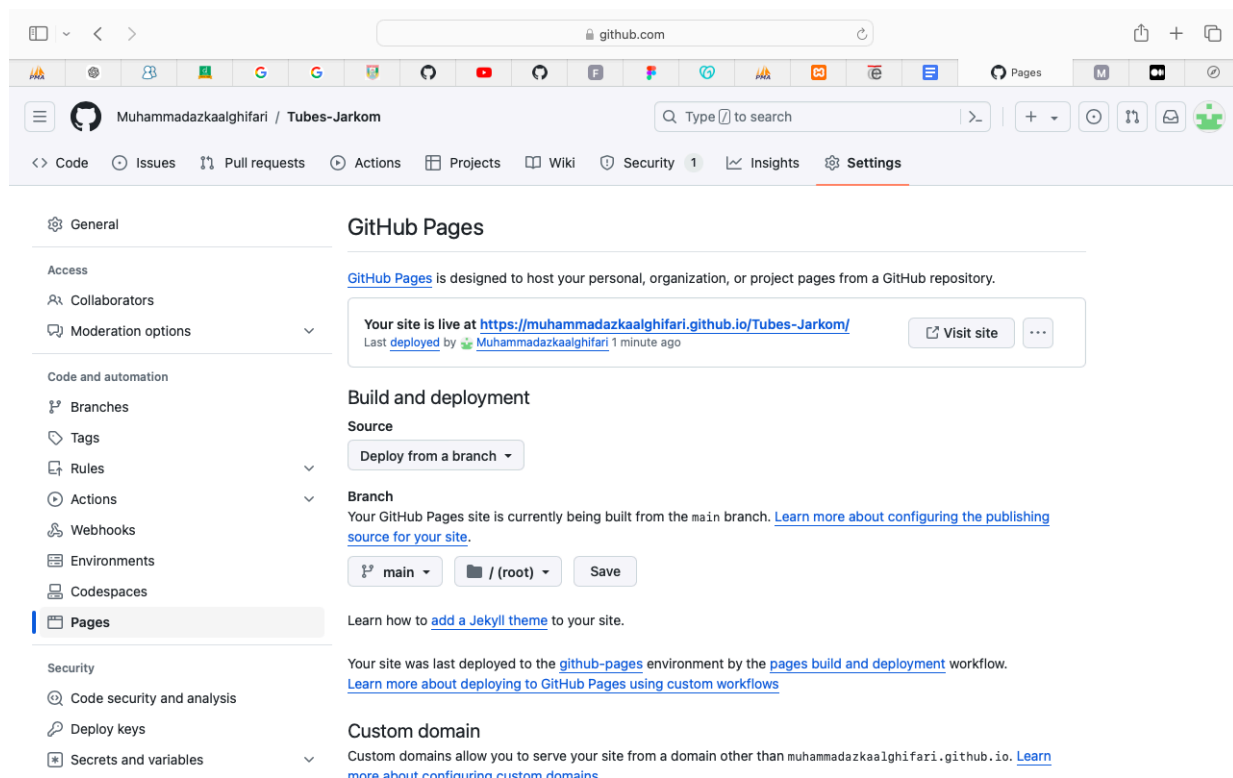 github.com
Pages
Muhammadazkaalghifari / Tubes-Jarkom
Type / to search
Code
Issues
Pull requests
Actions
Projects
Wiki
Security 1
Insights
Settings
General
Access
Collaborators
Moderation options
Code and automation
Branches
Tags
Rules
Actions
Webhooks
Environments
Codespaces
Pages
Security
Code security and analysis
Deploy keys
Secrets and variables
GitHub Pages
GitHub Pages is designed to host your personal, organization, or project pages from a GitHub repository.
Your site is live at https://muhammadazkaalghifari.github.io/Tubes-Jarkom/
Last deployed by Muhammadazkaalghifari 1 minute ago
Visit site
Build and deployment
Source
Deploy from a branch
Branch
Your GitHub Pages site is currently being built from the main branch. Learn more about configuring the publishing
source for your site.
main
/ (root)
Save
Learn how to add a Jekyll theme to your site.
Your site was last deployed to the github-pages environment by the pages build and deployment workflow.
Learn more about deploying to GitHub Pages using custom workflows
Custom domain
Custom domains allow you to serve your site from a domain other than muhammadazkaalghifari.github.io. Learn
more about configuring custom domains.